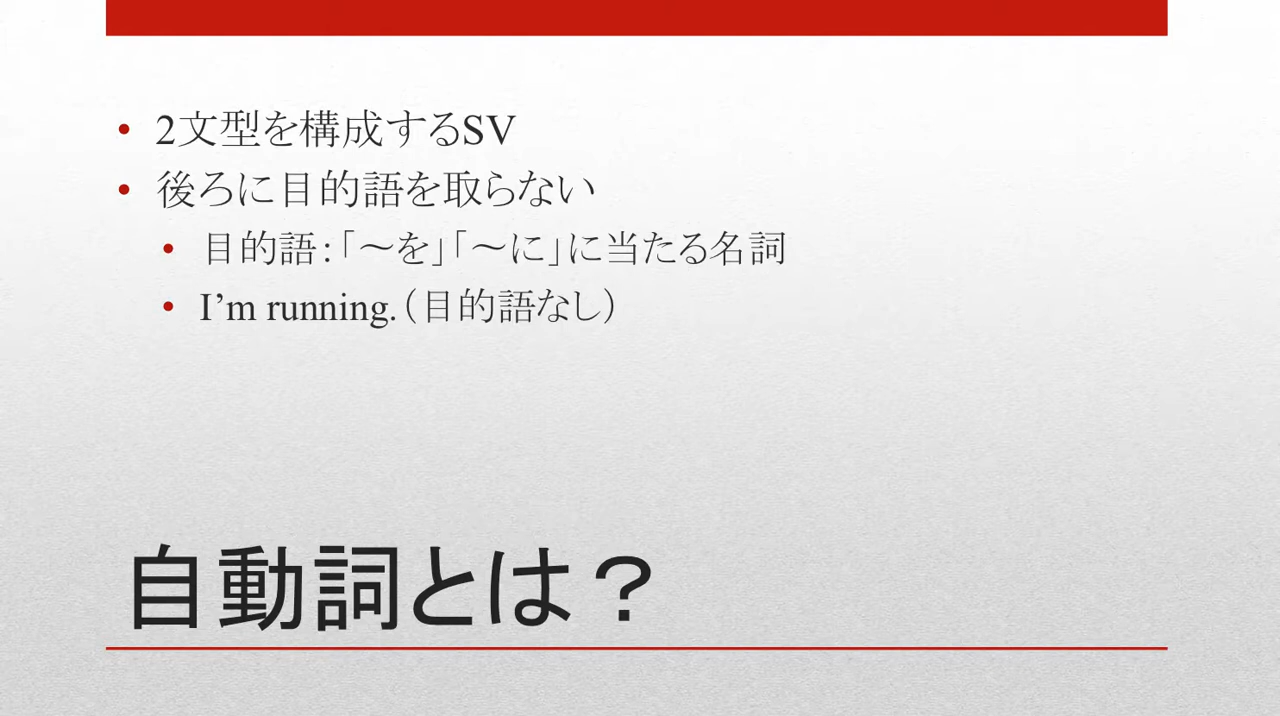 • 2文型を構成するSV
• 後ろに目的語を取らない
• 目的語：「～を」「～に」に当たる名詞
• I’m running.（目的語なし）
自動詞とは？